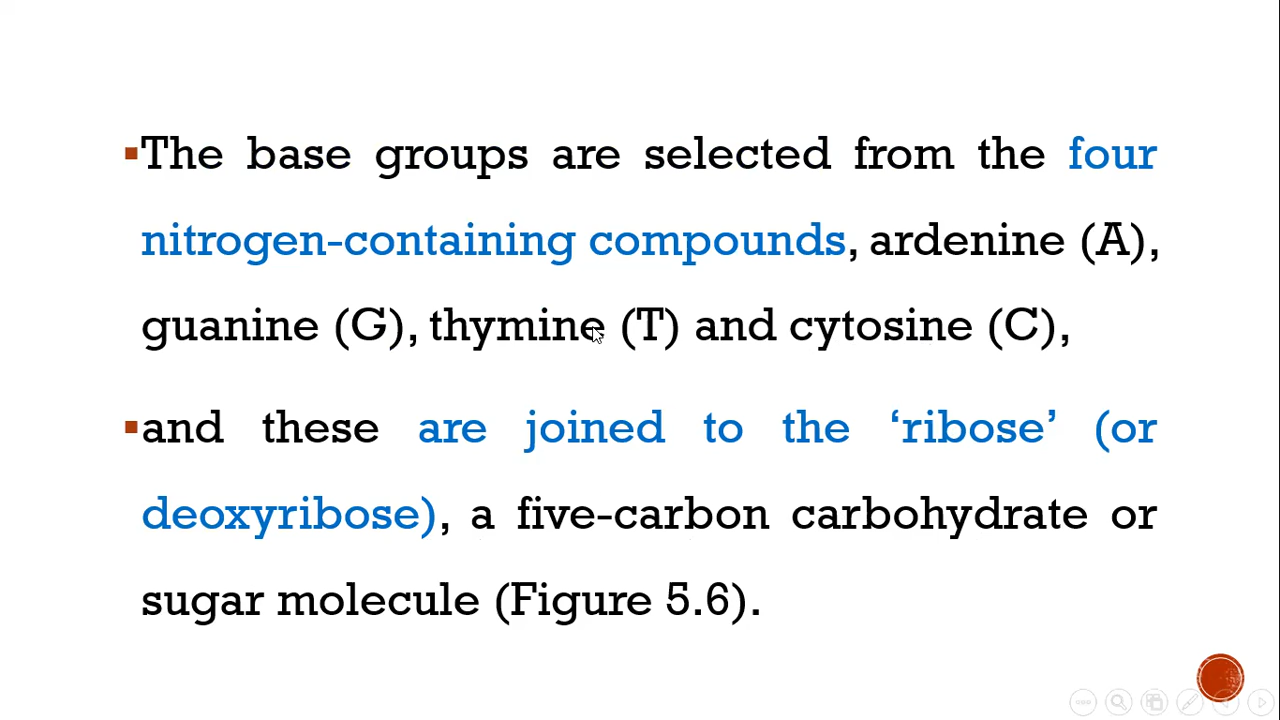 ▪The base groups are selected from the four
nitrogen-containing compounds, ardenine (A),
guanine (G), thymine (T) and cytosine (C),
▪and these are joined to the ‘ribose’ (or
deoxyribose), a five-carbon carbohydrate or
sugar molecule (Figure 5.6).